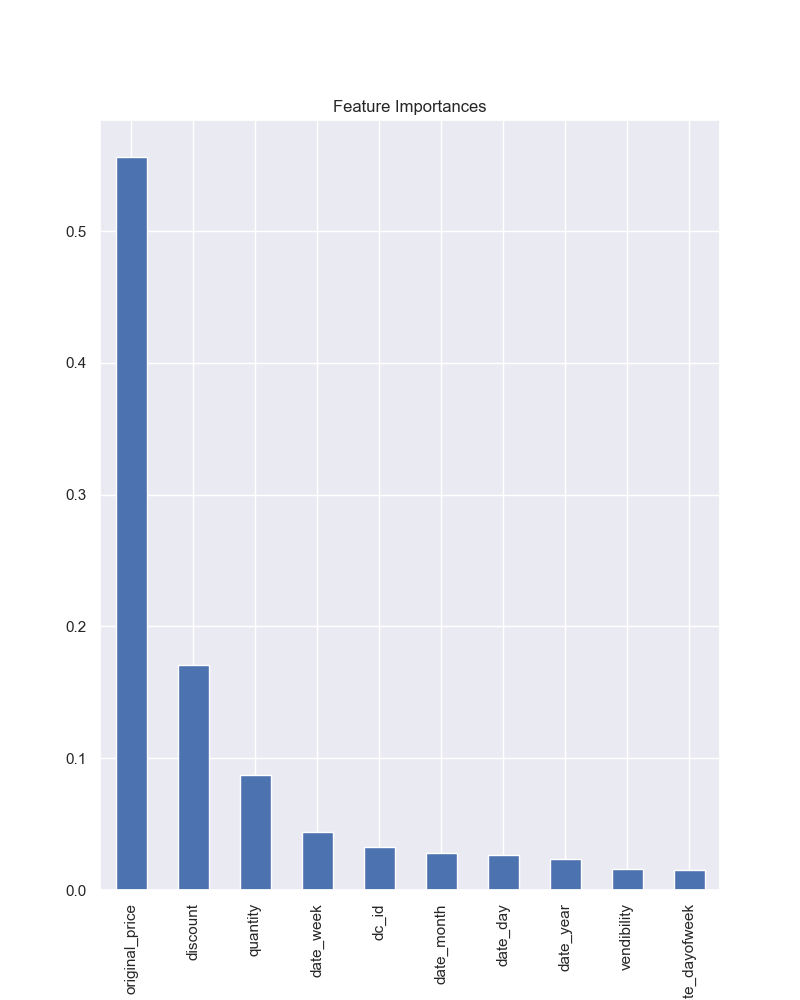 Feature Importances
0.5
0.4
0.3
0.2
0.1
0.0
original_price
discount
quantity
date_week
dc_id
date_month
date_day
date_year
vendibility
te_dayofweek